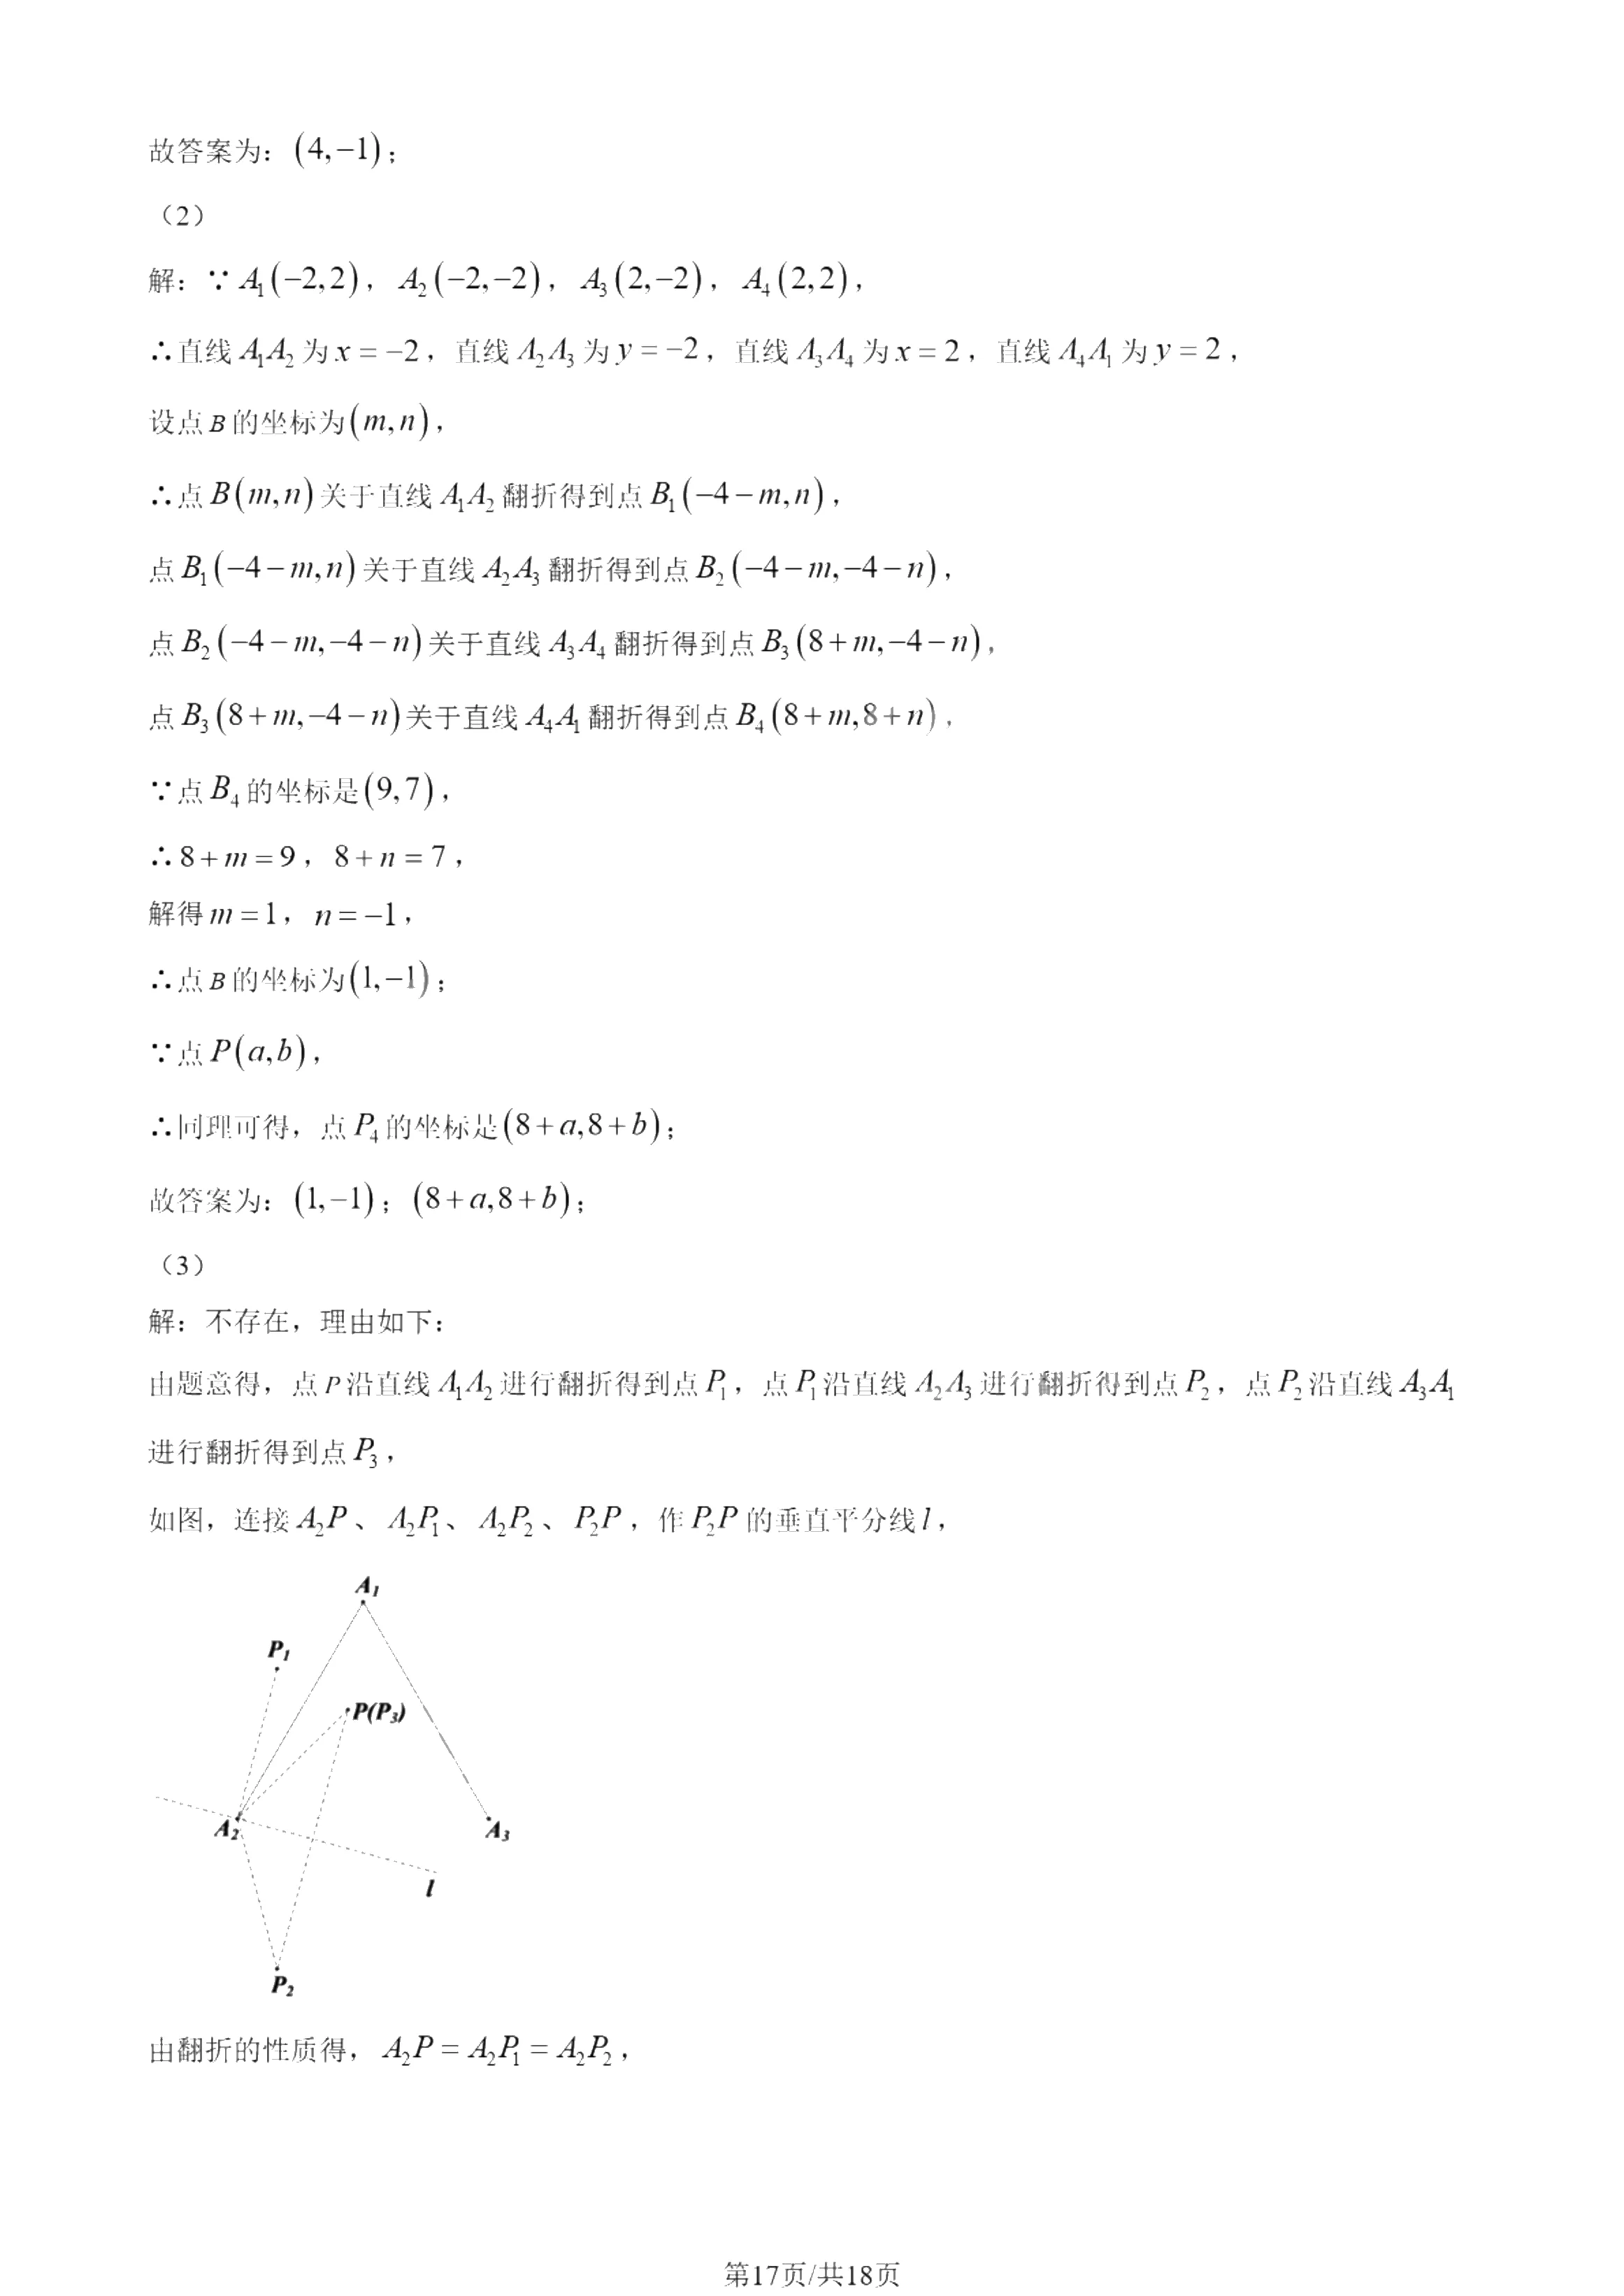 故答案为：(4,−1)；
（2）
解：∵A₁(−2,2)，A₂(−2,−2)，A₃(2,−2)，A₄(2,2)，
∴直线A₁A₂为x=−2，直线A₂A₃为y=−2，直线A₃A₄为x=2，直线A₄A₁为y=2，
设点B的坐标为(m,n)，
∴点B(m,n)关于直线A₁A₂翻折得到点B₁(−4−m,n)，
点B₁(−4−m,n)关于直线A₂A₃翻折得到点B₂(−4−m,−4−n)，
点B₂(−4−m,−4−n)关于直线A₃A₄翻折得到点B₃(8+m,−4−n)，
点B₃(8+m,−4−n)关于直线A₄A₁翻折得到点B₄(8+m,8+n)，
∵点B₄的坐标是(9,7)，
∴8+m=9，8+n=7，
解得m=1，n=−1，
∴点B的坐标为(1,−1)；
∵点P(a,b)，
∴同理可得，点P₄的坐标是(8+a,8+b)；
故答案为：(1,−1)；(8+a,8+b)；
（3）
解：不存在，理由如下：
由题意得，点P沿直线A₁A₂进行翻折得到点P₁，点P₁沿直线A₂A₃进行翻折得到点P₂，点P₂沿直线A₃A₁
进行翻折得到点P₃，
如图，连接A₂P、A₂P₁、A₂P₂、P₂P，作P₂P的垂直平分线l，
A₁
P₁
P(P₃)
A₂
A₃
l
P₂
由翻折的性质得，A₂P=A₂P₁=A₂P₂，
第17页/共18页